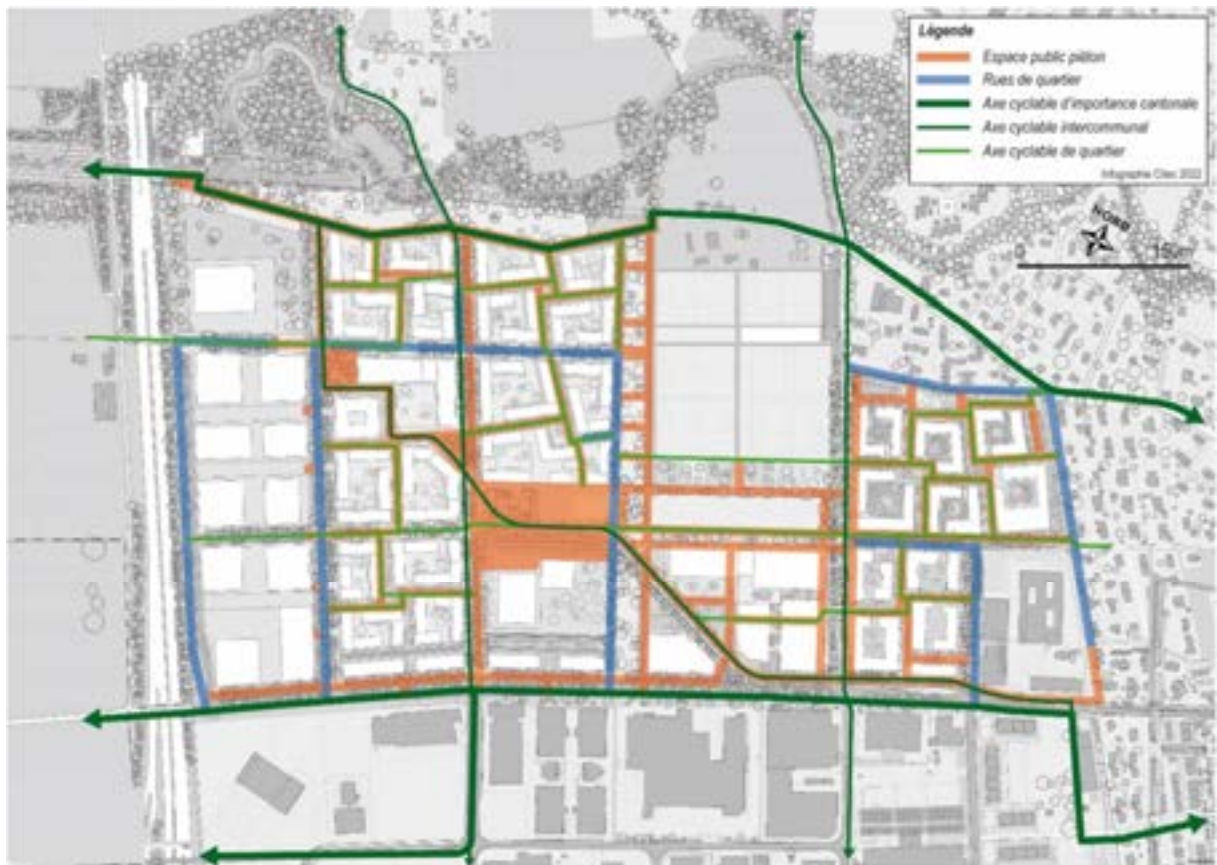 Légende
Espace public piéton
Rues de quartier
Axe cyclable d'importance cantonale
Axe cyclable intercommunal
Axe cyclable de quartier
Infographie Citec 2022
NORD
0 150m